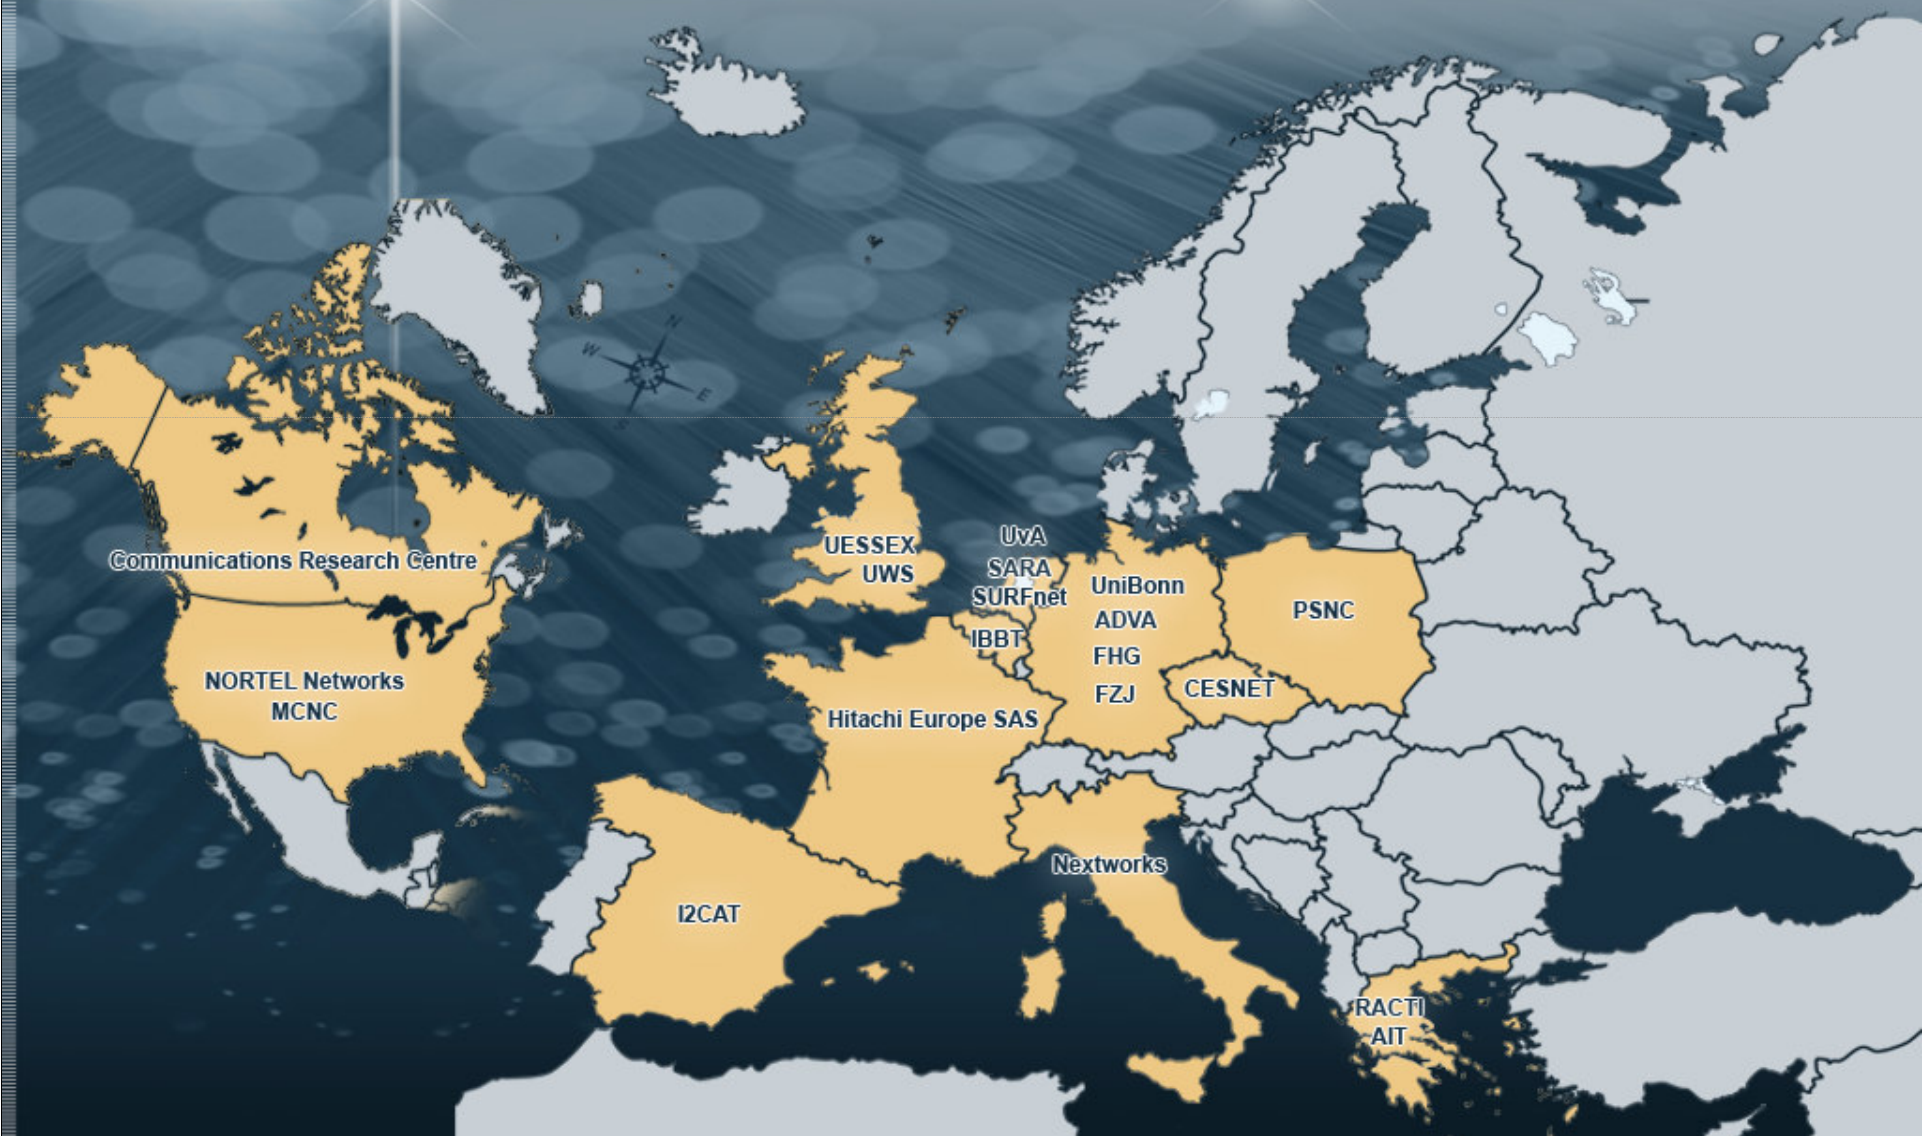 N
W
E
S
UvA
SARA
SURFnet
UESSEX
UWS
Communications Research Centre
UniBonn
ADVA
FHG
FZJ
PSNC
IBBT
CESNET
NORTEL Networks
MCNC
Hitachi Europe SAS
Nextworks
I2CAT
RACTI
AIT